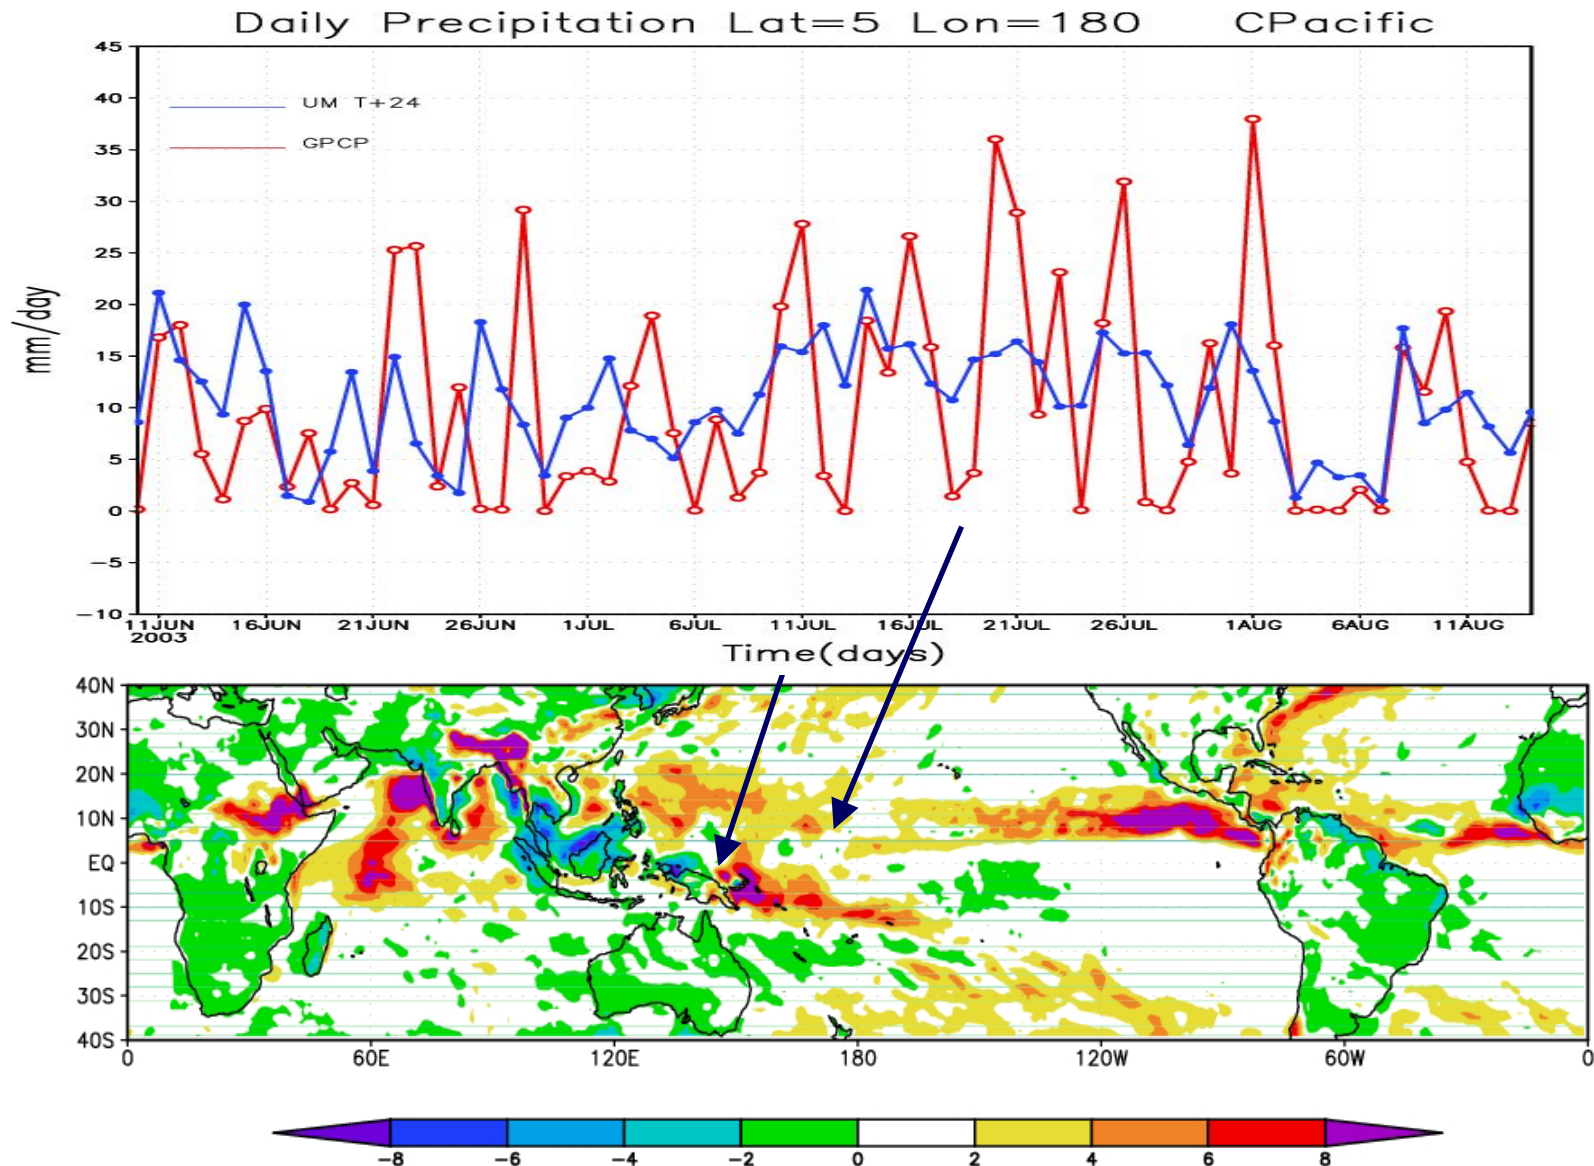 Daily Precipitation Lat=5 Lon=180 CPacific
45
40
35
30
25
20
15
10
5
0
−5
−10
mm/day
UM T+24
GPCP
11JUN 16JUN 21JUN 26JUN 1JUL 6JUL 11JUL 16JUL 21JUL 26JUL 1AUG 6AUG 11AUG
2003
Time(days)
40N
30N
20N
10N
EQ
10S
20S
30S
40S
0 60E 120E 180 120W 60W 0
−8 −6 −4 −2 0 2 4 6 8